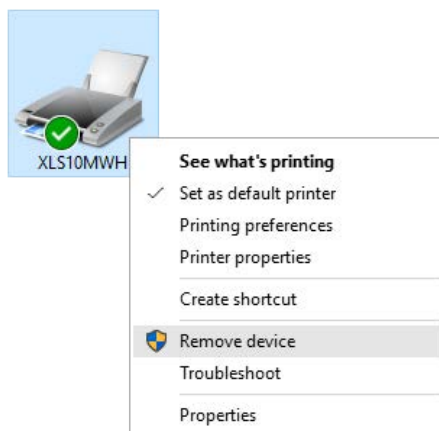 XLS10MWH
See what's printing
Set as default printer
Printing preferences
Printer properties
Create shortcut
Remove device
Troubleshoot
Properties